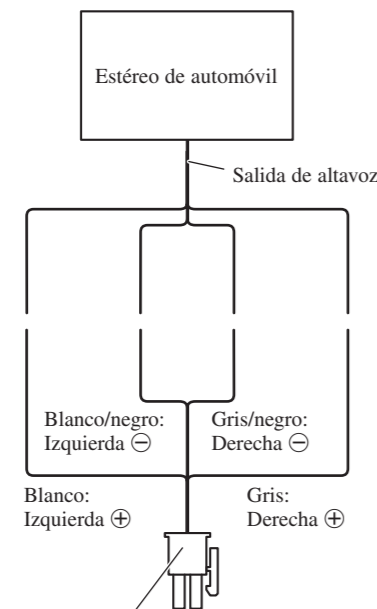 Estéreo de automóvil
Salida de altavoz
Blanco/negro:
Izquierda ⊖
Gris/negro:
Derecha ⊖
Blanco:
Izquierda ⊕
Gris:
Derecha ⊕